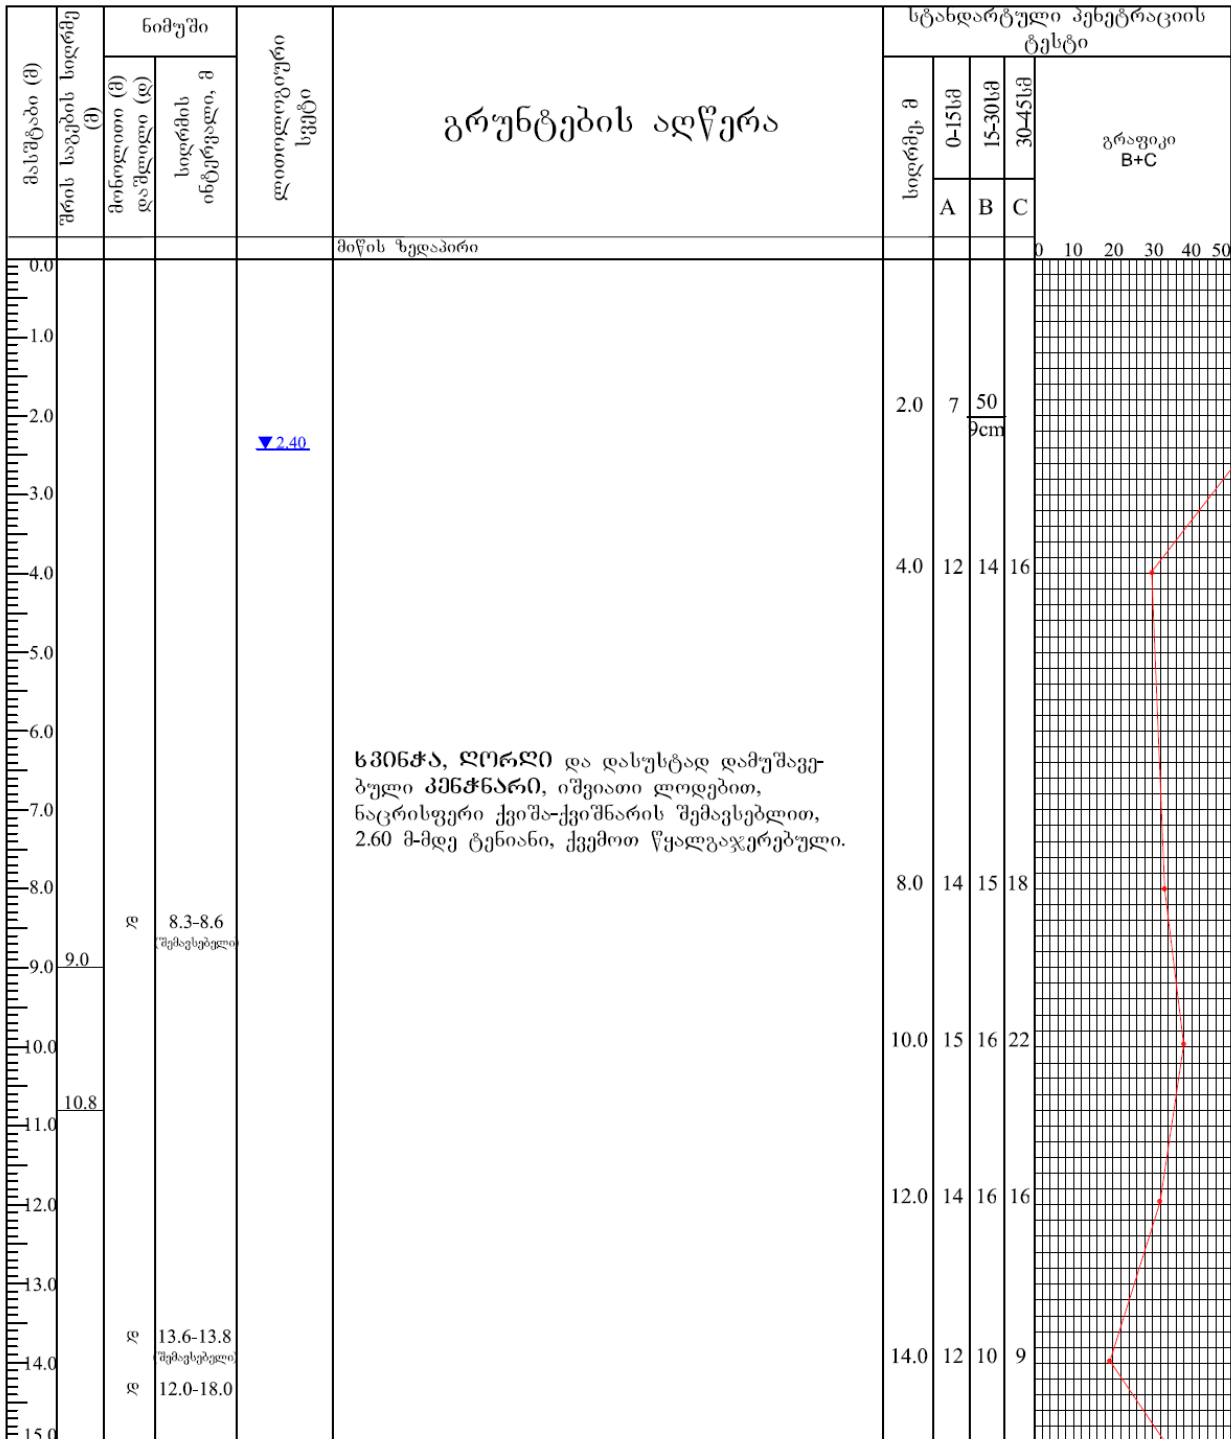 მასშტაბი (მ)
შრის საგების სიღრმე (მ)
ნიმუში
მონოლითი (მ)
დაშლილი (დ)
სიღრმის
ინტერვალი, მ
ლითოლოგიური
სვეტი
გრუნტების აღწერა
სტანდარტული პენეტრაციის
ტესტი
სიღრმე, მ
0-15სმ
15-30სმ
30-45სმ
A B C
გრაფიკი
B+C
მიწის ზედაპირი
0 10 20 30 40 50
0.0
1.0
2.0 7 50
9cm
2.0
2.40
3.0
4.0 12 14 16
4.0
5.0
6.0
ხვინჭა, ღორღი და დასუსტად დამუშავე-
ბული კენჭნარი, იშვიათი ლოდებით,
ნაცრისფერი ქვიშა-ქვიშნარის შემავსებლით,
2.60 მ-მდე ტენიანი, ქვემოთ წყალგაჯერებული.
7.0
8.0 14 15 18
8.0
დ 8.3-8.6
(შემავსებელი)
9.0
9.0
10.0 15 16 22
10.0
10.8
11.0
12.0 14 16 16
12.0
13.0
დ 13.6-13.8
(შემავსებელი)
14.0 12 10 9
14.0
დ 12.0-18.0
15.0